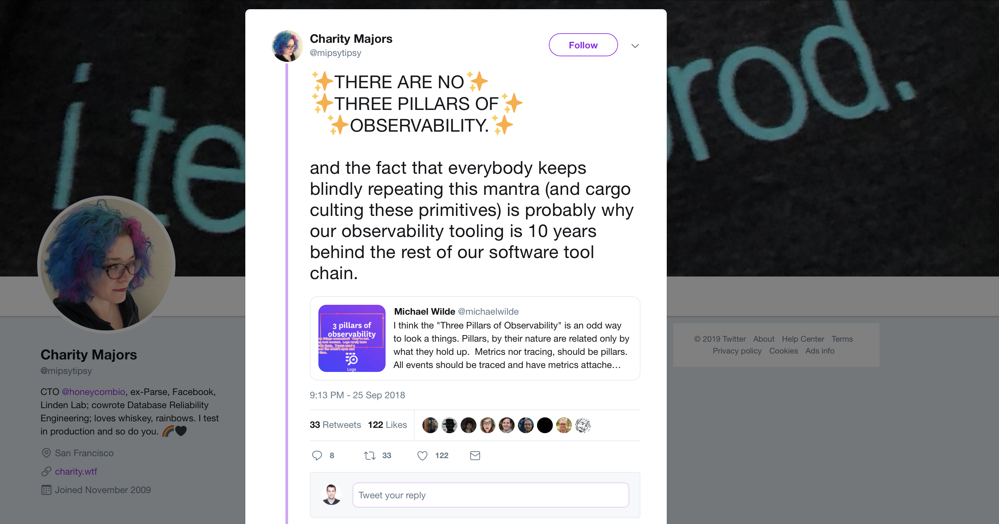 i te
rod.
Charity Majors
@mipsytipsy
Follow
✨THERE ARE NO✨
✨THREE PILLARS OF✨
✨OBSERVABILITY.✨
and the fact that everybody keeps
blindly repeating this mantra (and cargo
culting these primitives) is probably why
our observability tooling is 10 years
behind the rest of our software tool
chain.
3 pillars of
observability
Logs
Michael Wilde @michaelwilde
I think the "Three Pillars of Observability" is an odd way
to look a things. Pillars, by their nature are related only by
what they hold up.  Metrics nor tracing, should be pillars.
All events should be traced and have metrics attache…
9:13 PM - 25 Sep 2018
33 Retweets 122 Likes
8 33 122
Tweet your reply
Charity Majors
@mipsytipsy
CTO @honeycombio, ex-Parse, Facebook,
Linden Lab; cowrote Database Reliability
Engineering; loves whiskey, rainbows. I test
in production and so do you. 🌈🖤
San Francisco
charity.wtf
Joined November 2009
© 2019 Twitter About Help Center Terms
Privacy policy Cookies Ads info